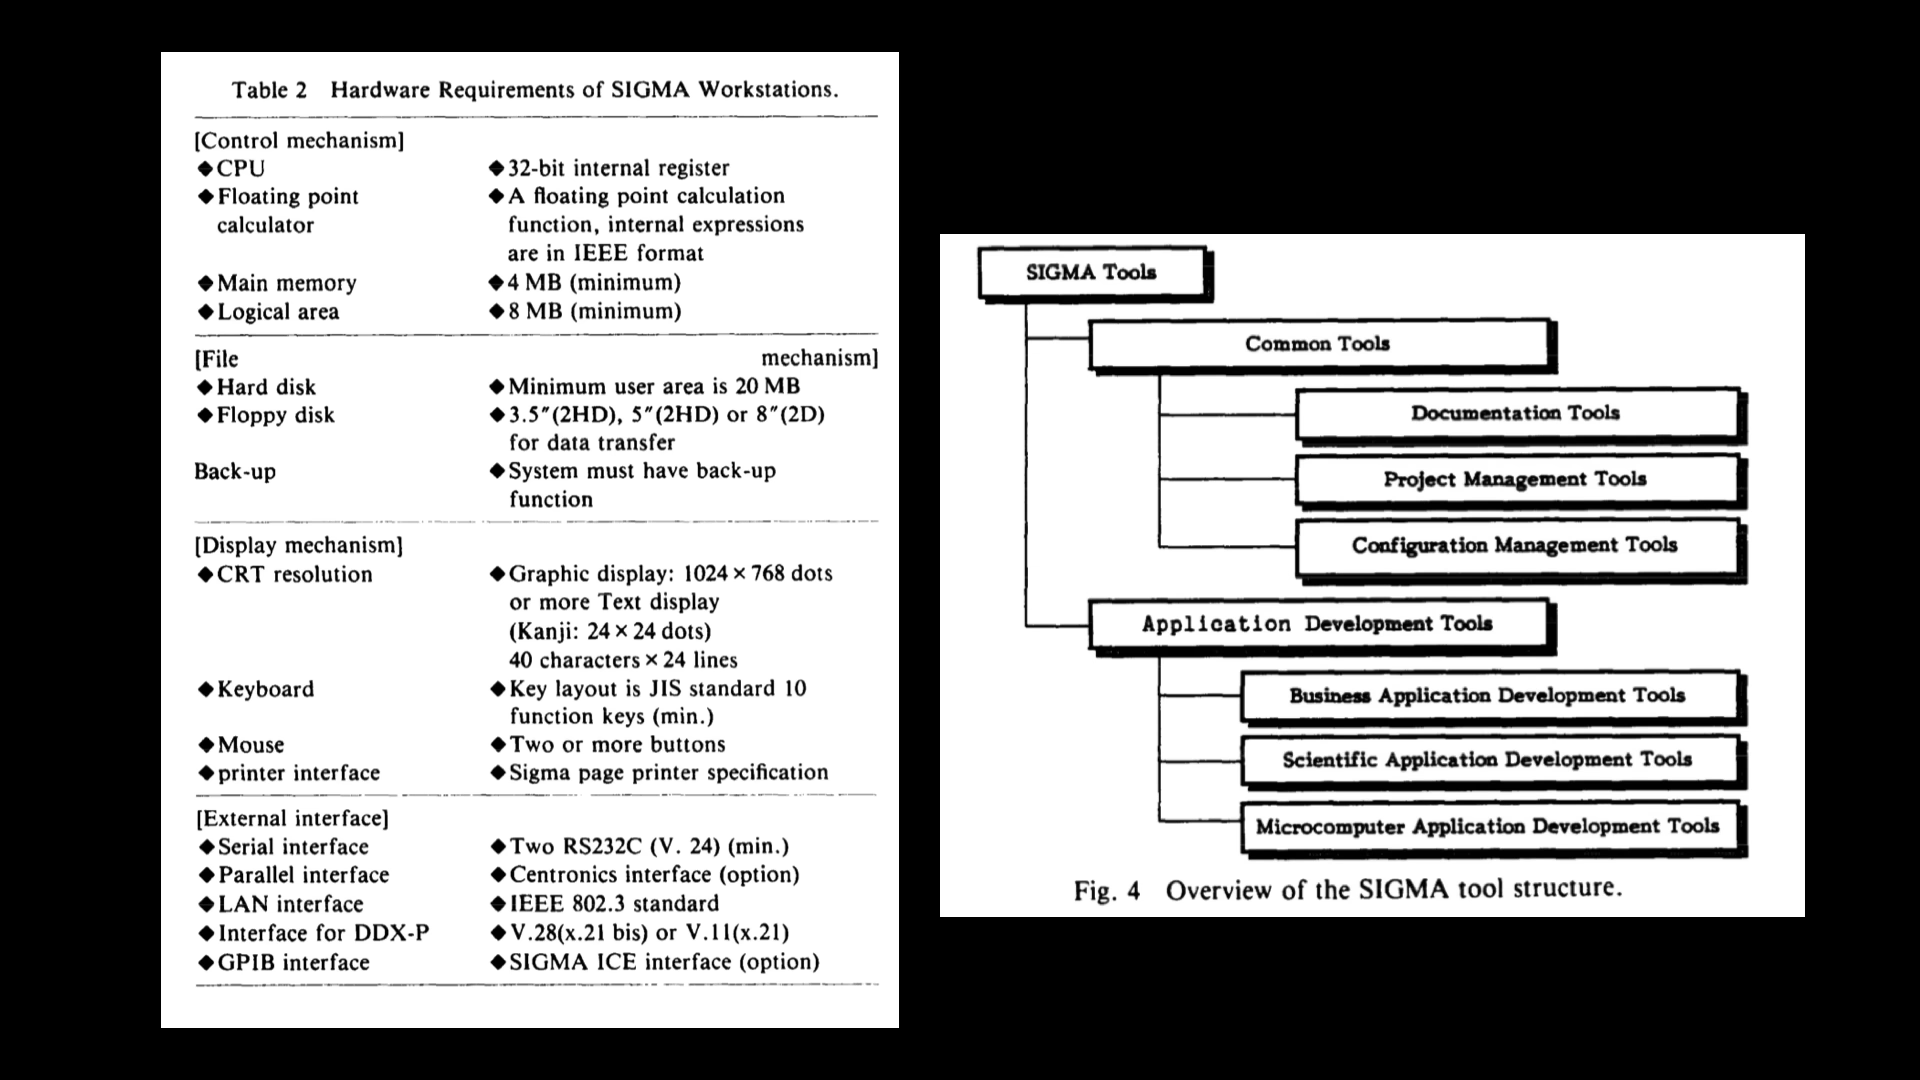 Table 2 Hardware Requirements of SIGMA Workstations.
[Control mechanism]
◆CPU ◆32-bit internal register
◆Floating point ◆A floating point calculation
calculator function, internal expressions
are in IEEE format
◆Main memory ◆4 MB (minimum)
◆Logical area ◆8 MB (minimum)
[File mechanism]
◆Hard disk ◆Minimum user area is 20 MB
◆Floppy disk ◆3.5″(2HD), 5″(2HD) or 8″(2D)
for data transfer
Back-up ◆System must have back-up
function
[Display mechanism]
◆CRT resolution ◆Graphic display: 1024×768 dots
or more Text display
(Kanji: 24×24 dots)
40 characters×24 lines
◆Keyboard ◆Key layout is JIS standard 10
function keys (min.)
◆Mouse ◆Two or more buttons
◆printer interface ◆Sigma page printer specification
[External interface]
◆Serial interface ◆Two RS232C (V. 24) (min.)
◆Parallel interface ◆Centronics interface (option)
◆LAN interface ◆IEEE 802.3 standard
◆Interface for DDX-P ◆V.28(x.21 bis) or V.11(x.21)
◆GPIB interface ◆SIGMA ICE interface (option)
SIGMA Tools
Common Tools
Documentation Tools
Project Management Tools
Configuration Management Tools
Application Development Tools
Business Application Development Tools
Scientific Application Development Tools
Microcomputer Application Development Tools
Fig. 4 Overview of the SIGMA tool structure.